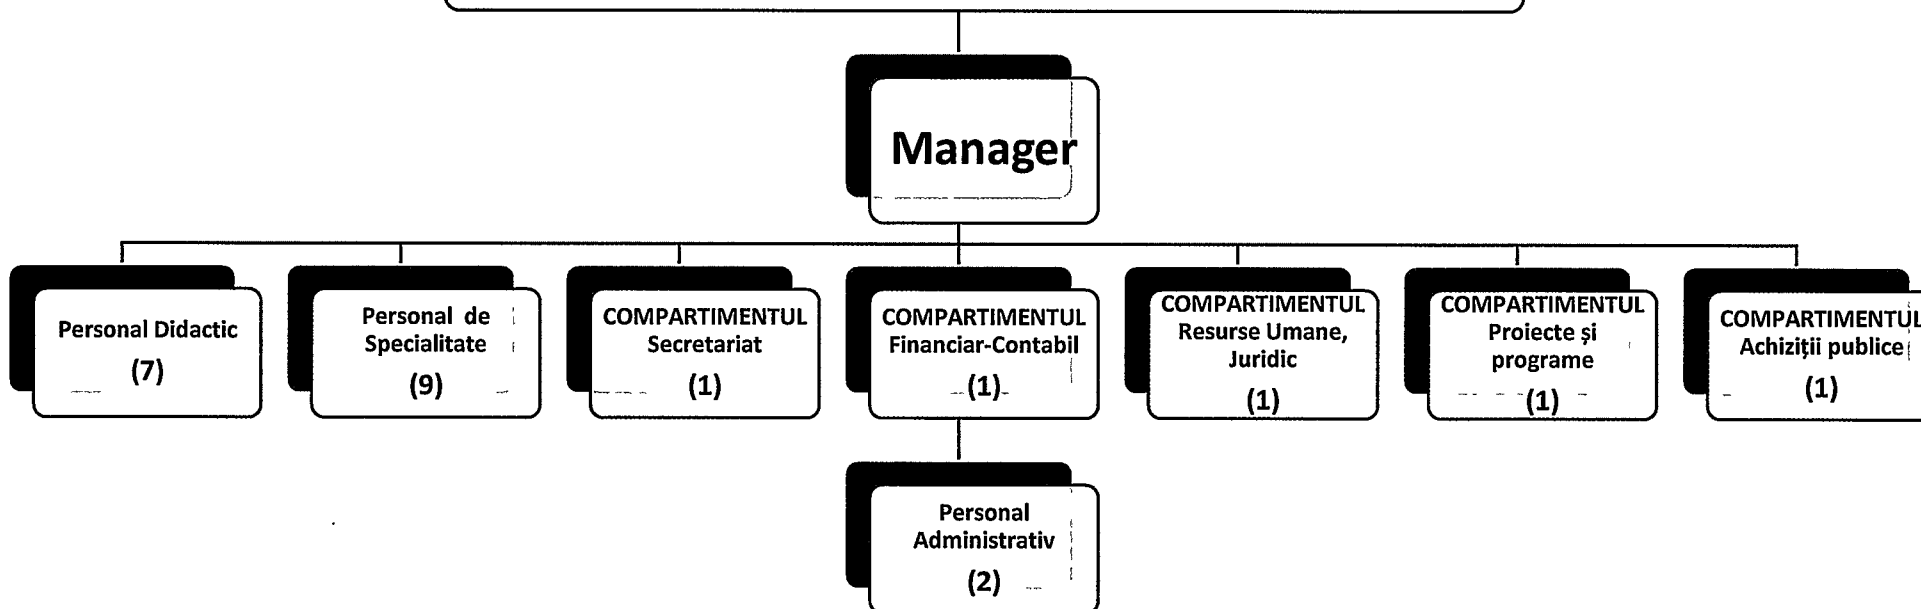 Manager
Personal Didactic
(7)
Personal de
Specialitate
(9)
COMPARTIMENTUL
Secretariat
(1)
COMPARTIMENTUL
Financiar-Contabil
(1)
COMPARTIMENTUL
Resurse Umane,
Juridic
(1)
COMPARTIMENTUL
Proiecte și
programe
(1)
COMPARTIMENTUL
Achiziții publice
(1)
Personal
Administrativ
(2)